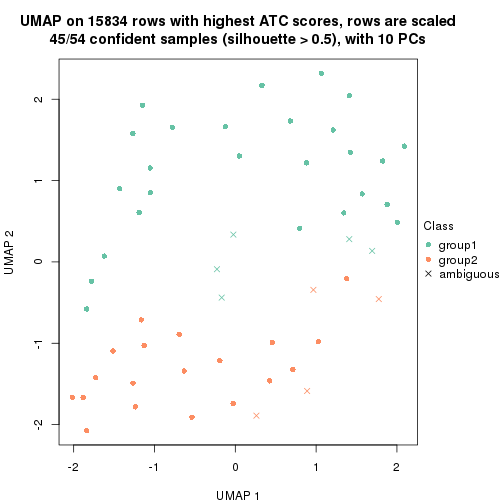 UMAP on 15834 rows with highest ATC scores, rows are scaled
45/54 confident samples (silhouette > 0.5), with 10 PCs
2
1
0
-1
-2
UMAP 2
-2
-1
0
1
2
UMAP 1
Class
group1
group2
ambiguous